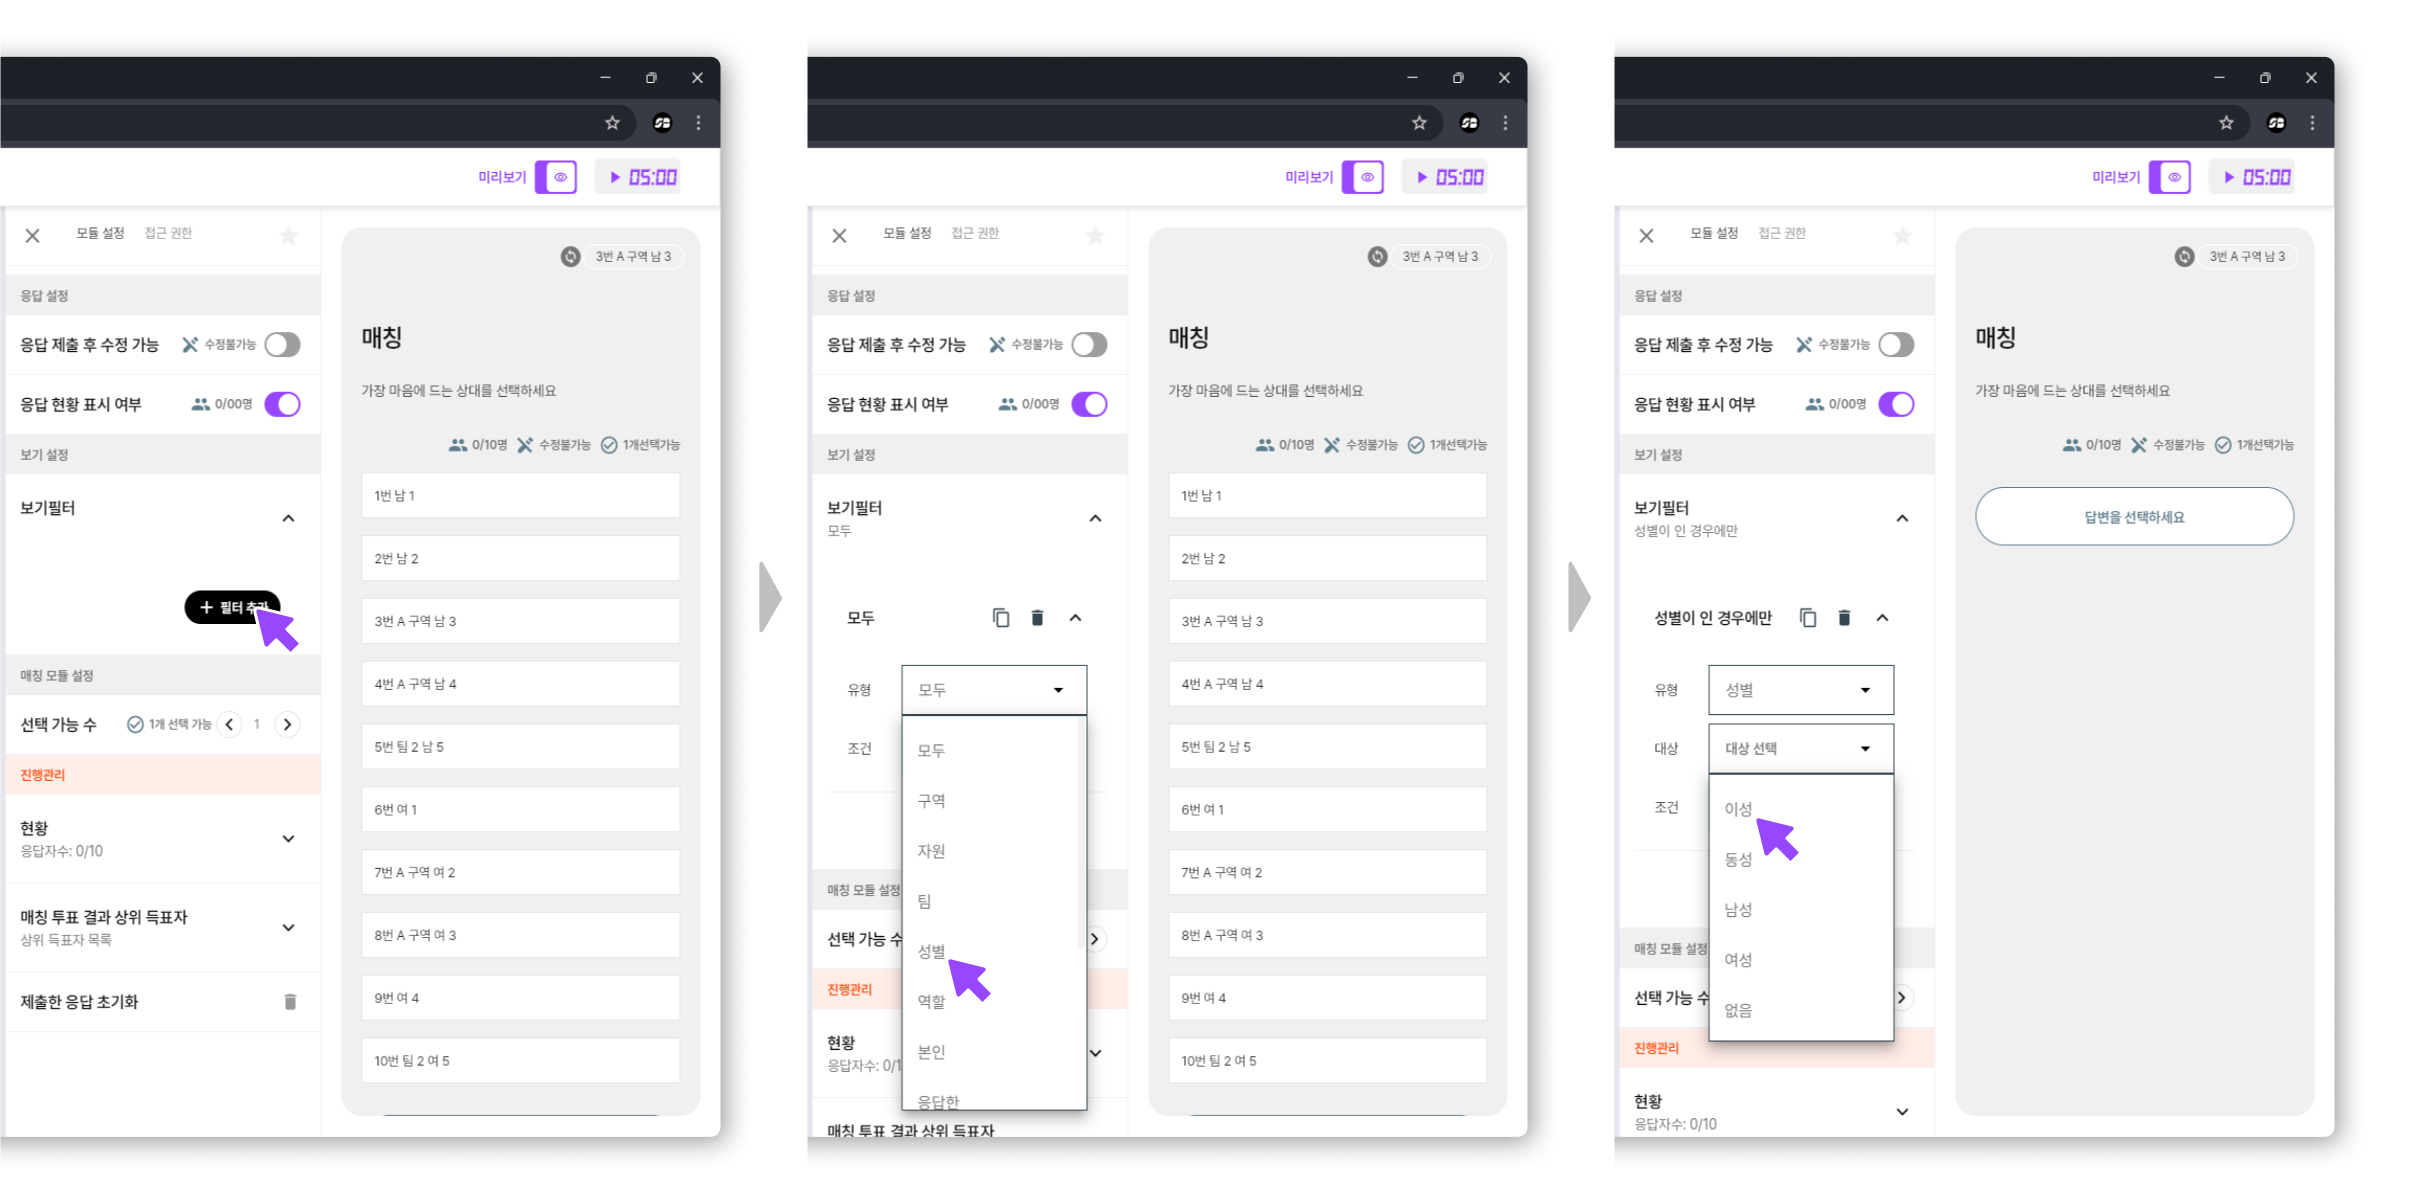 미리보기
05:00
모듈 설정 접근 권한
응답 설정
응답 제출 후 수정 가능 수정불가능
응답 현황 표시 여부 0/00명
보기 설정
보기필터
+ 필터
매칭 모듈 설정
선택 가능 수 1개 선택 가능 1
진행관리
현황
응답자수: 0/10
매칭 투표 결과 상위 득표자
상위 득표자 목록
제출한 응답 초기화
3번 A 구역 남 3
매칭
가장 마음에 드는 상대를 선택하세요
0/10명 수정불가능 1개선택가능
1번 남 1
2번 남 2
3번 A 구역 남 3
4번 A 구역 남 4
5번 팀 2 남 5
6번 여 1
7번 A 구역 여 2
8번 A 구역 여 3
9번 여 4
10번 팀 2 여 5
미리보기
05:00
모듈 설정 접근 권한
응답 설정
응답 제출 후 수정 가능 수정불가능
응답 현황 표시 여부 0/00명
보기 설정
보기필터
모두
모두
유형 모두
조건
모두
구역
자원
팀
성별
역할
본인
응답한
매칭 모듈 설정
선택 가능 수
진행관리
현황
응답자수: 0/1
매칭 투표 결과 상위 득표자
3번 A 구역 남 3
매칭
가장 마음에 드는 상대를 선택하세요
0/10명 수정불가능 1개선택가능
1번 남 1
2번 남 2
3번 A 구역 남 3
4번 A 구역 남 4
5번 팀 2 남 5
6번 여 1
7번 A 구역 여 2
8번 A 구역 여 3
9번 여 4
10번 팀 2 여 5
미리보기
05:00
모듈 설정 접근 권한
응답 설정
응답 제출 후 수정 가능 수정불가능
응답 현황 표시 여부 0/00명
보기 설정
보기필터
성별이 인 경우에만
성별이 인 경우에만
유형 성별
대상 대상 선택
조건
이성
동성
남성
여성
없음
매칭 모듈 설정
선택 가능 수
진행관리
현황
응답자수: 0/10
3번 A 구역 남 3
매칭
가장 마음에 드는 상대를 선택하세요
0/10명 수정불가능 1개선택가능
답변을 선택하세요